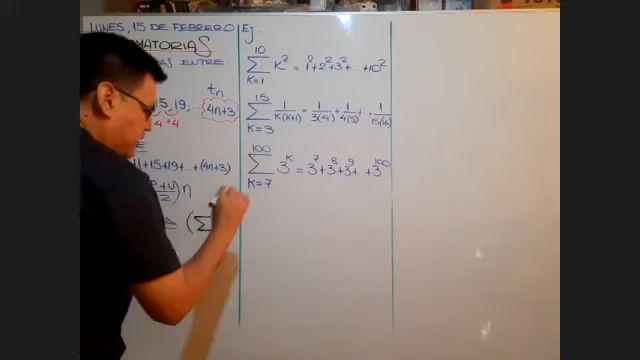 LUNES, 15 DE FEBRERO
MATORIAS
ENTRE
tn
15, 19, ... 4n+3
+4 +4
11+15+19+...+(4n+3)
n
(Σ
Ej.
10
Σ K² = 1²+2²+3²+...+10²
K=1
15
Σ 1/K(K+1) = 1/3(4) + 1/4(5) + ... 1/15(16)
K=3
100
Σ 3^K = 3^7+3^8+3^9+...+3^100
K=7